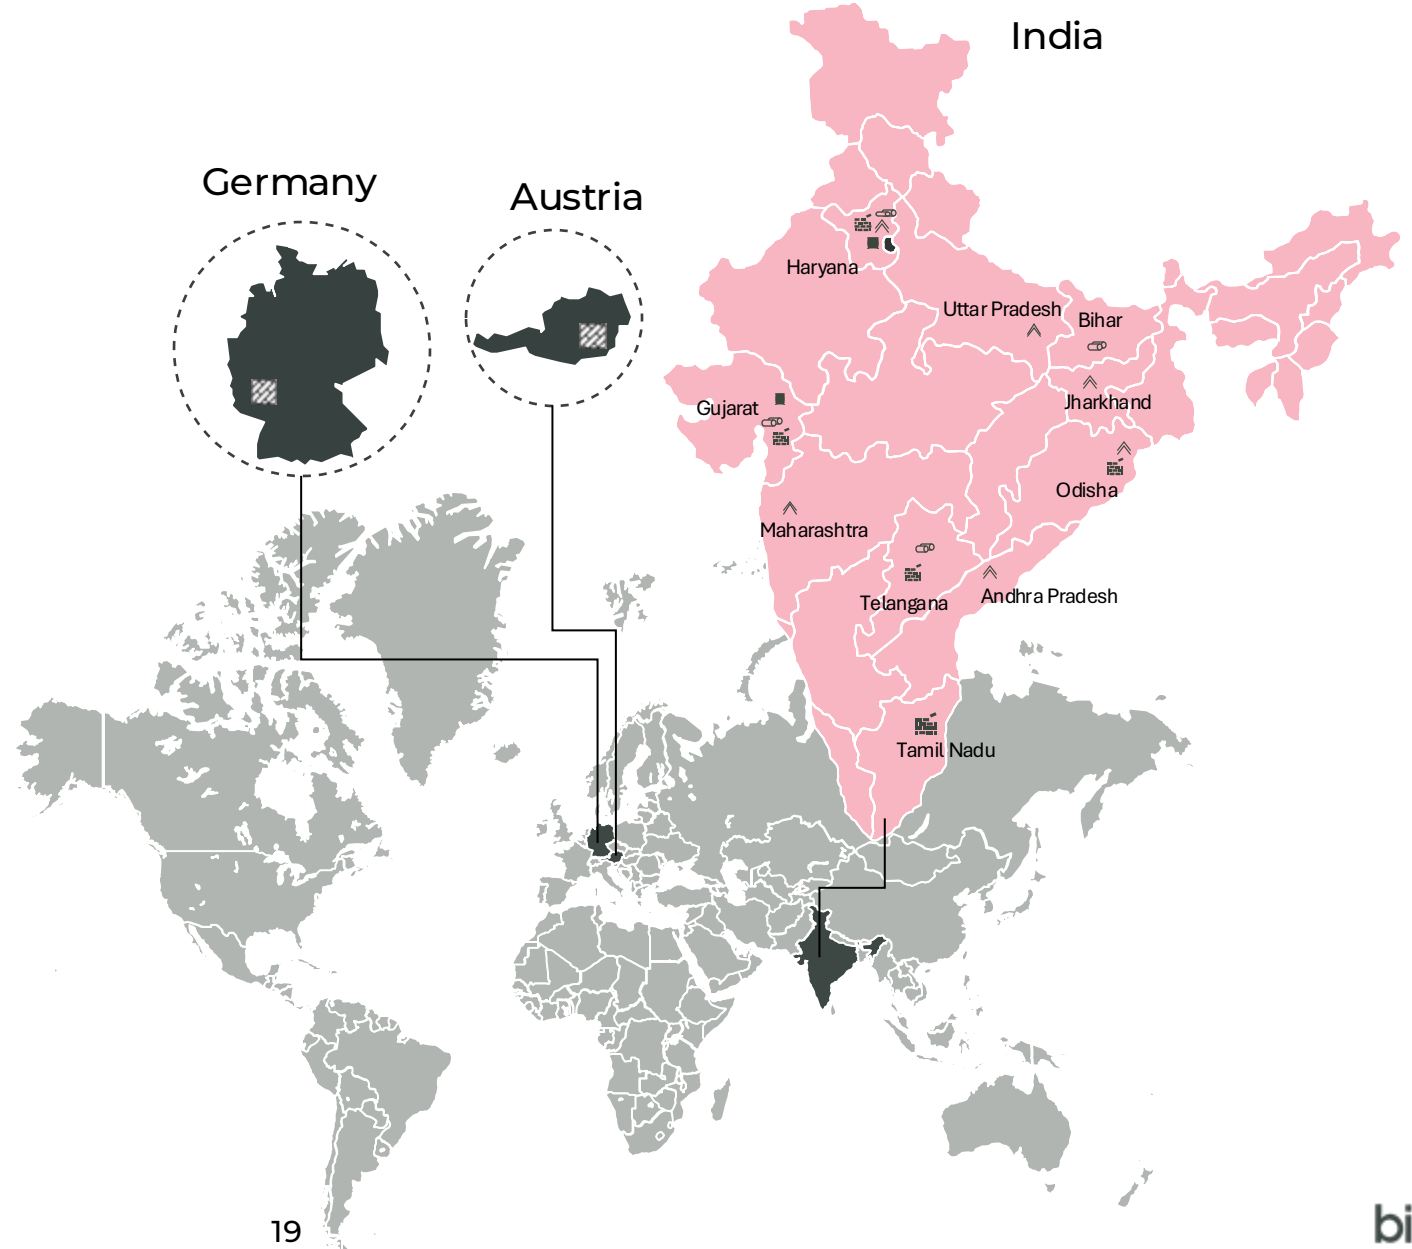 India
Germany
Austria
Haryana
Uttar Pradesh
Bihar
Gujarat
Jharkhand
Odisha
Maharashtra
Telangana
Andhra Pradesh
Tamil Nadu
19
bi